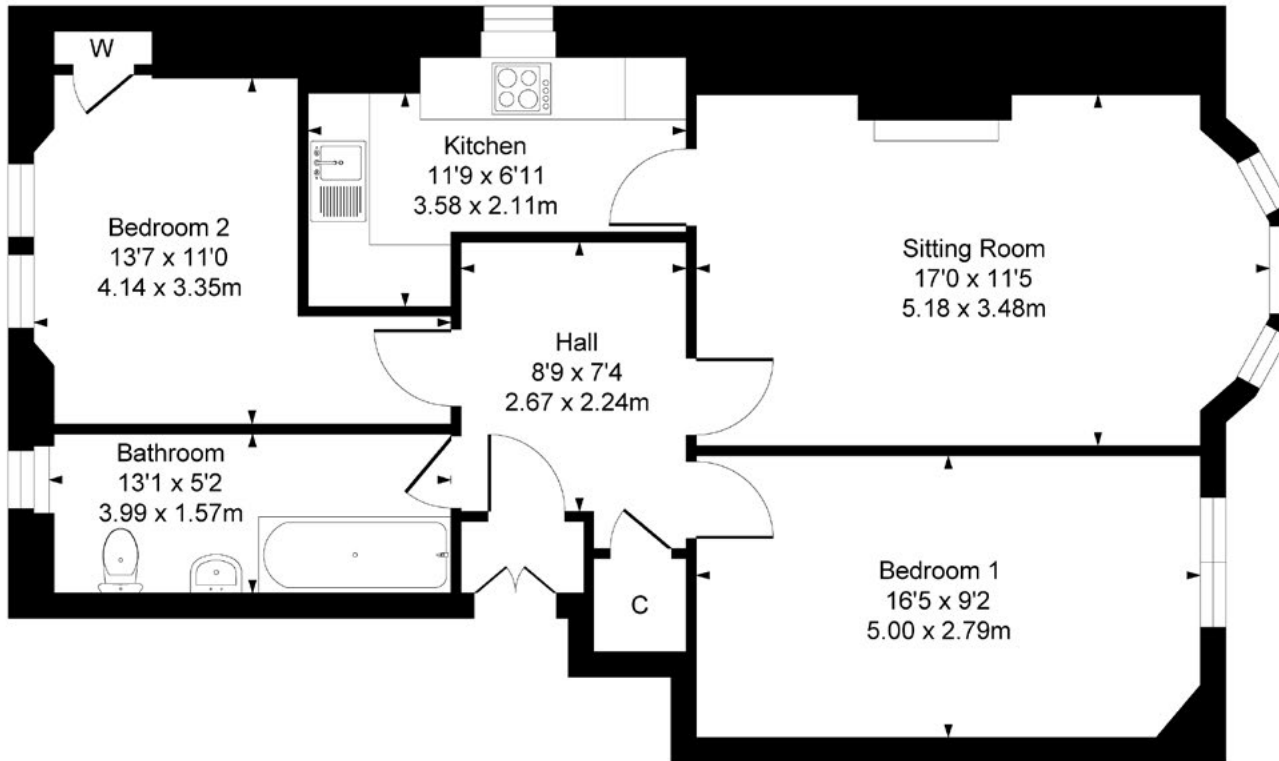 W
Kitchen
11'9 x 6'11
3.58 x 2.11m
Bedroom 2
13'7 x 11'0
4.14 x 3.35m
Sitting Room
17'0 x 11'5
5.18 x 3.48m
Hall
8'9 x 7'4
2.67 x 2.24m
Bathroom
13'1 x 5'2
3.99 x 1.57m
C
Bedroom 1
16'5 x 9'2
5.00 x 2.79m